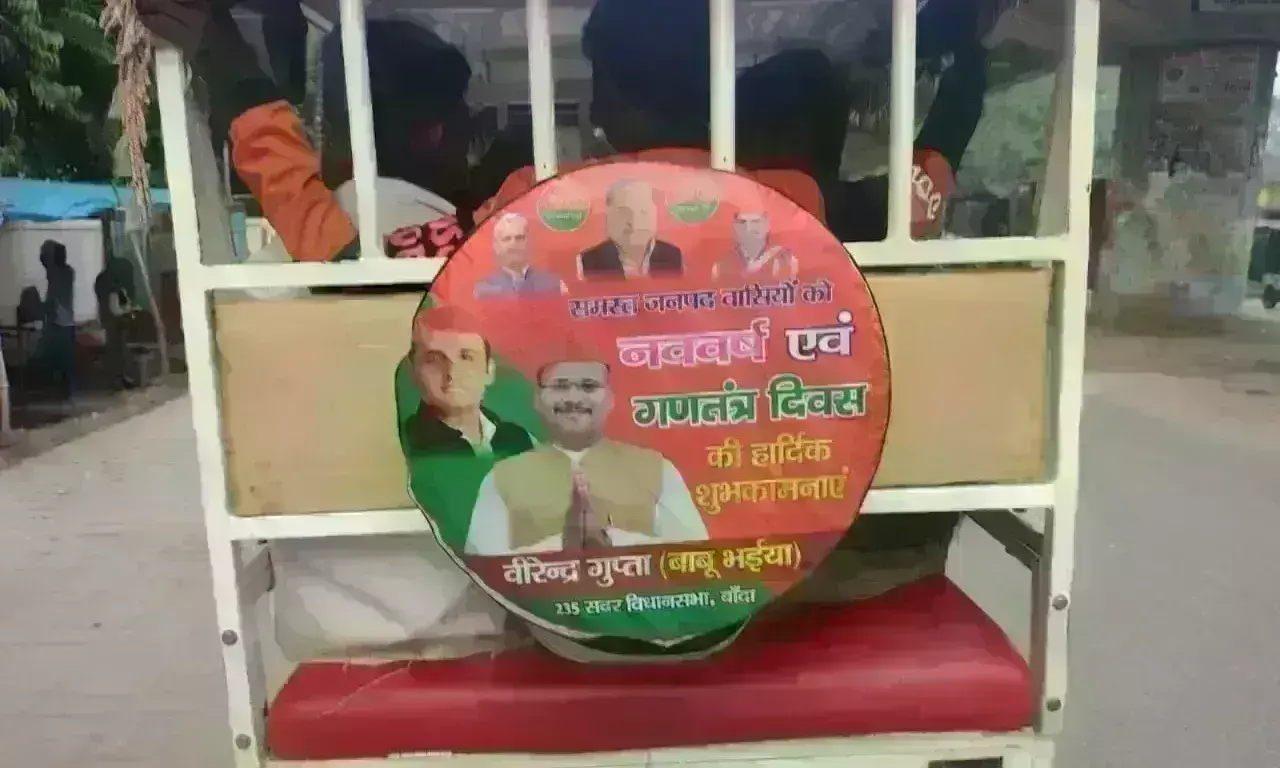 समस्त जनपद वासियों को
नववर्ष एवं
गणतंत्र दिवस
की हार्दिक
शुभकामनाएं
वीरेन्द्र गुप्ता (बाबू भईया)
235 सदर विधानसभा, बाँदा